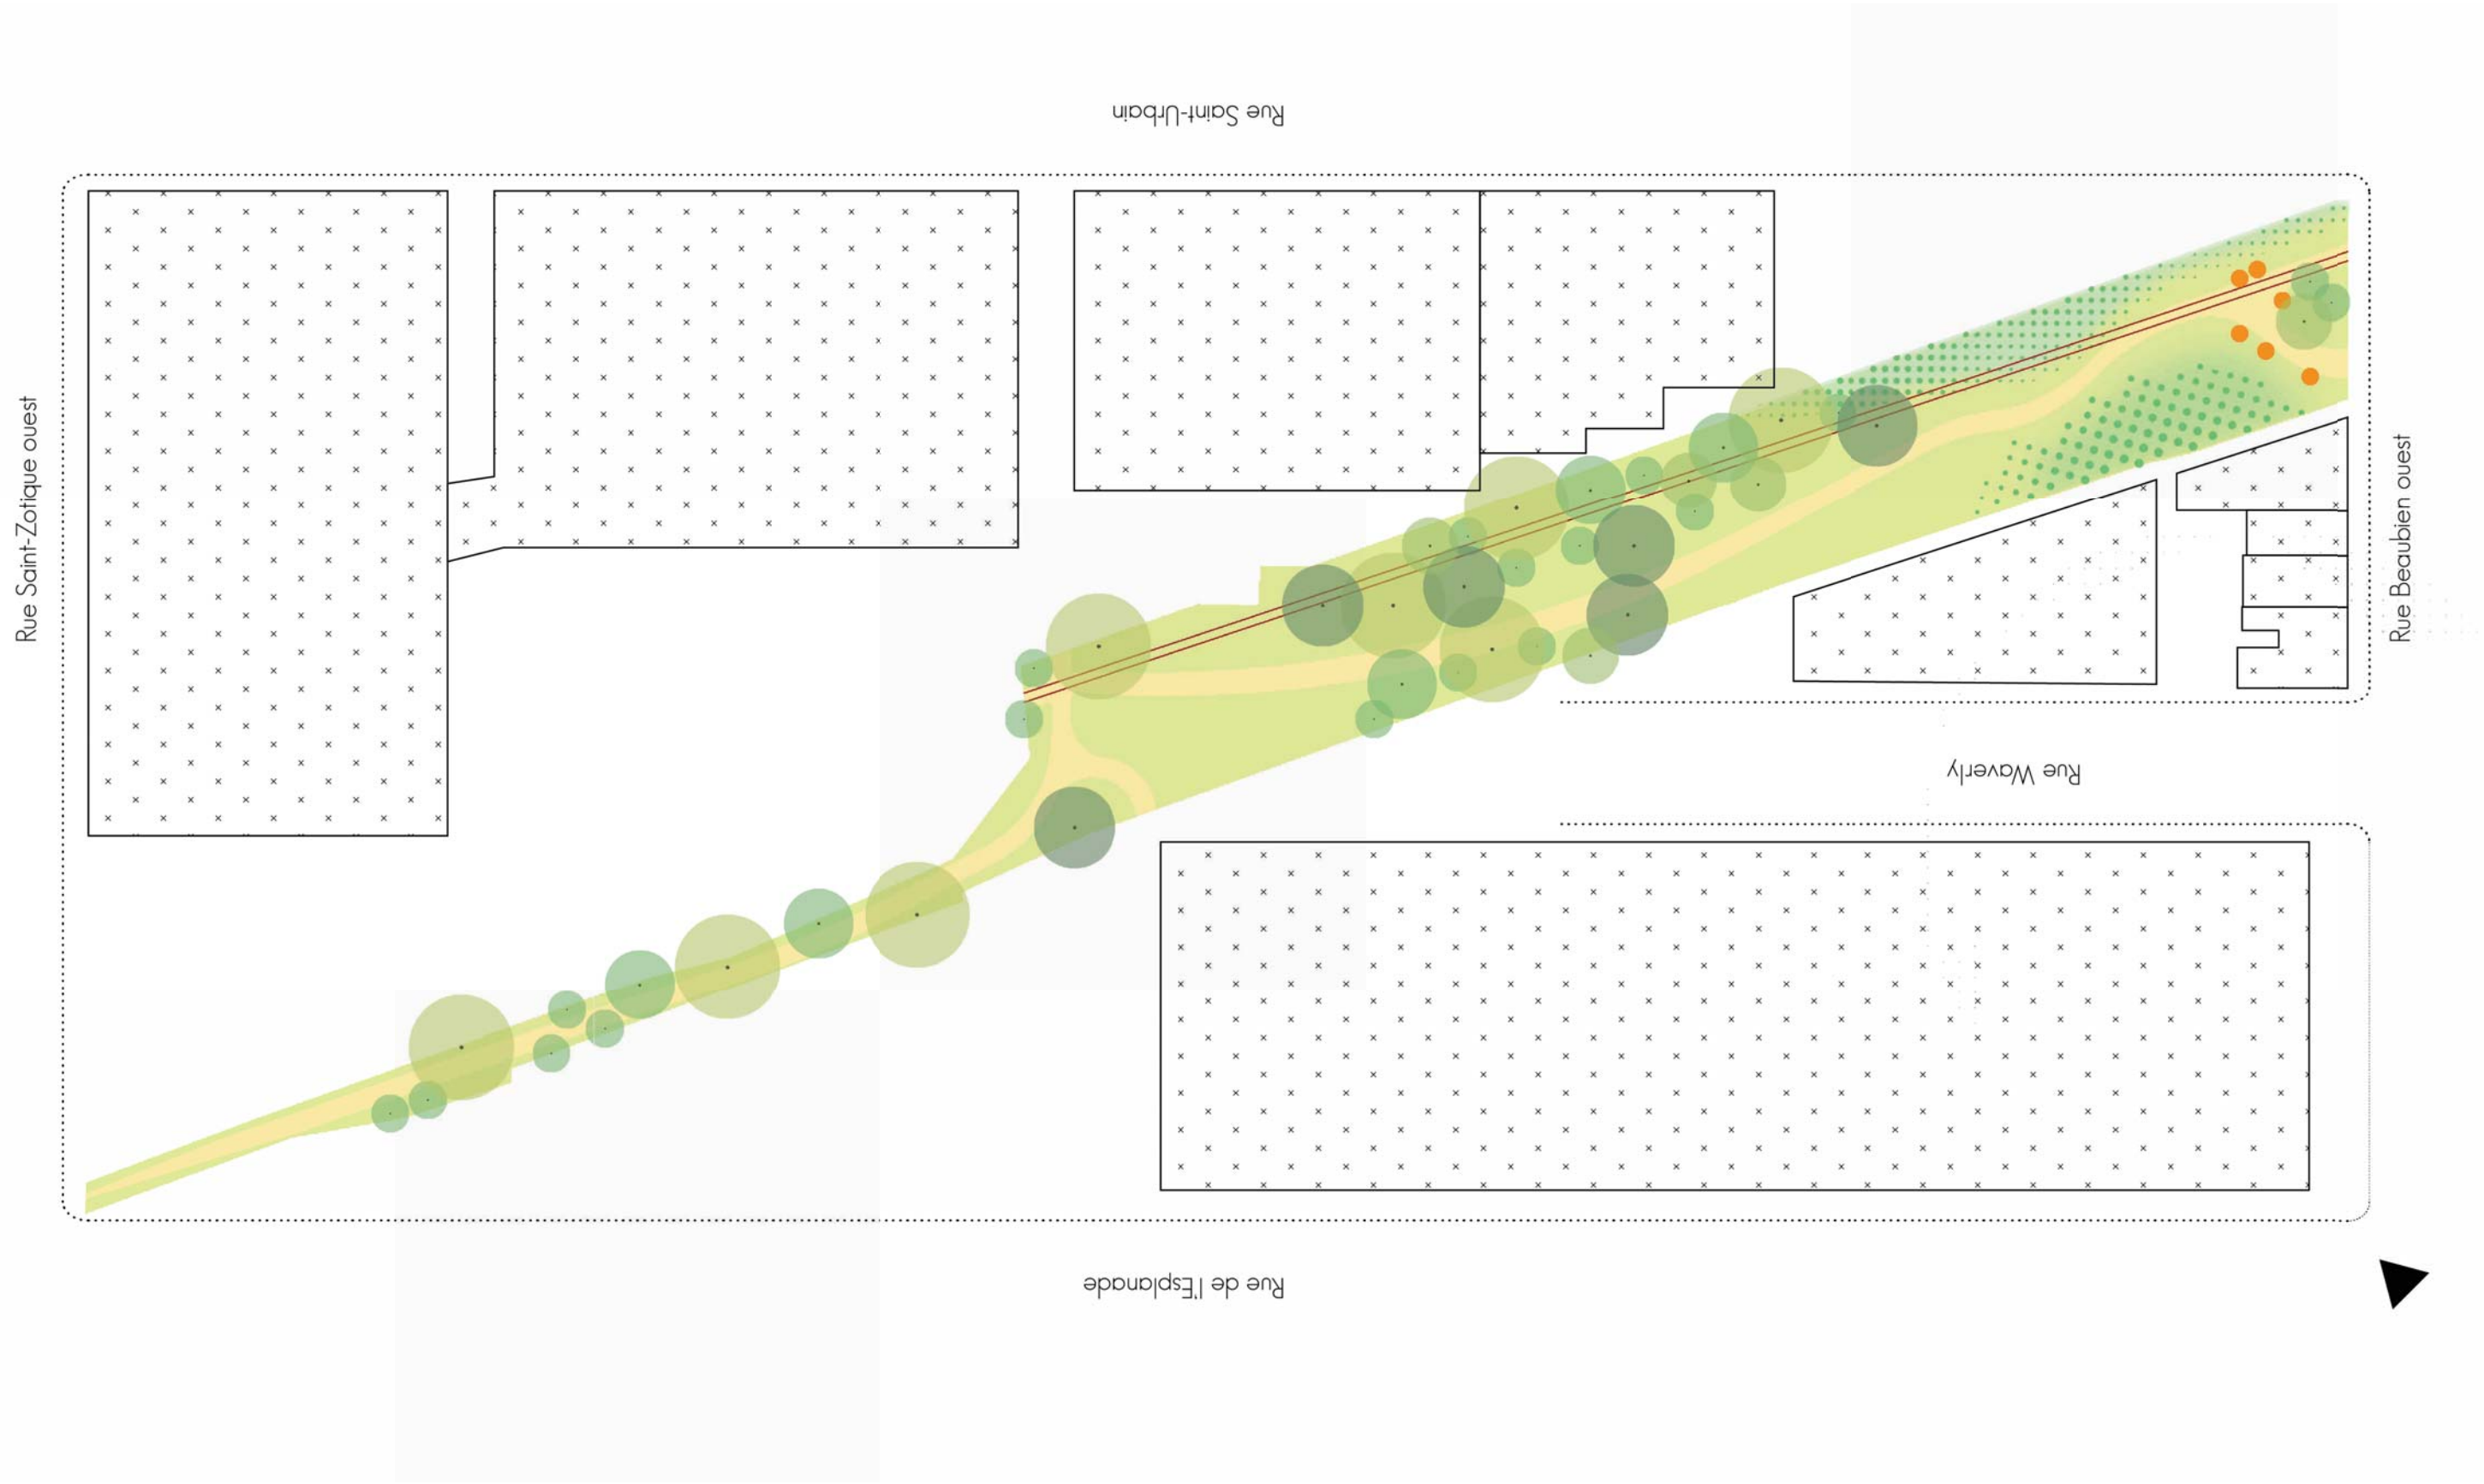 Rue Saint-Urbain
Rue Saint-Zotique ouest
Rue Beaubien ouest
Rue Waverly
Rue de l'Esplanade